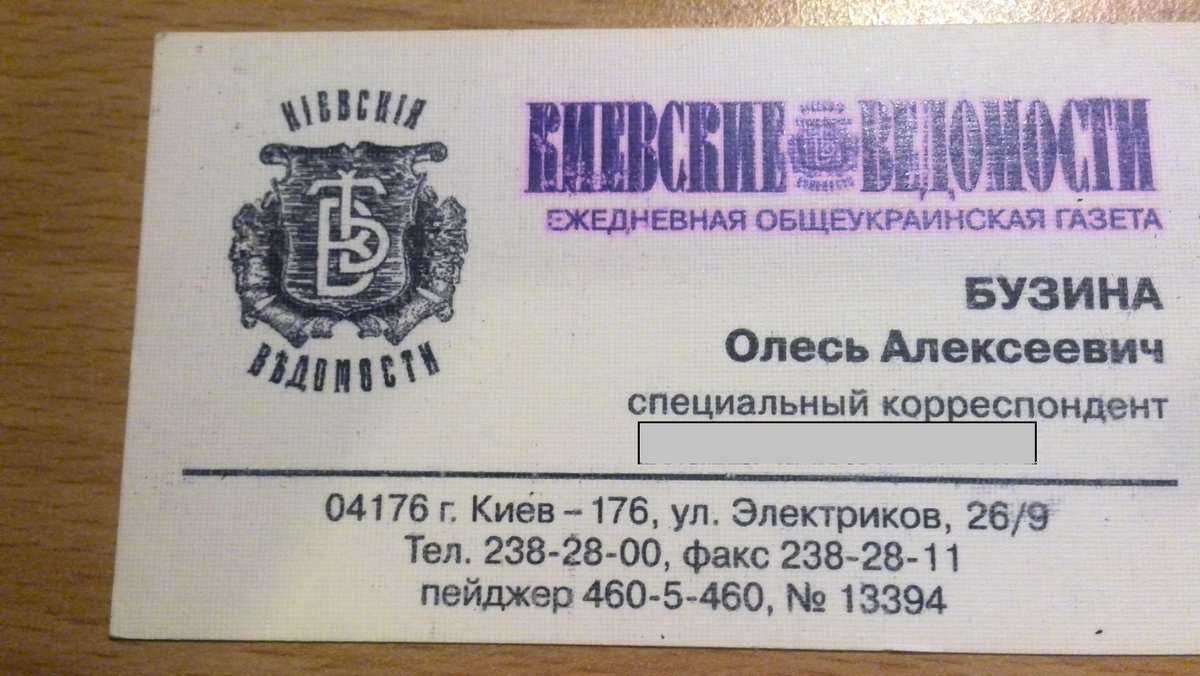 КІЕВСКІЯ
ВѢДОМОСТИ
КИЕВСКИЕ ВЕДОМОСТИ
ЕЖЕДНЕВНАЯ ОБЩЕУКРАИНСКАЯ ГАЗЕТА
БУЗИНА
Олесь Алексеевич
специальный корреспондент
04176 г. Киев – 176, ул. Электриков, 26/9
Тел. 238-28-00, факс 238-28-11
пейджер 460-5-460, № 13394